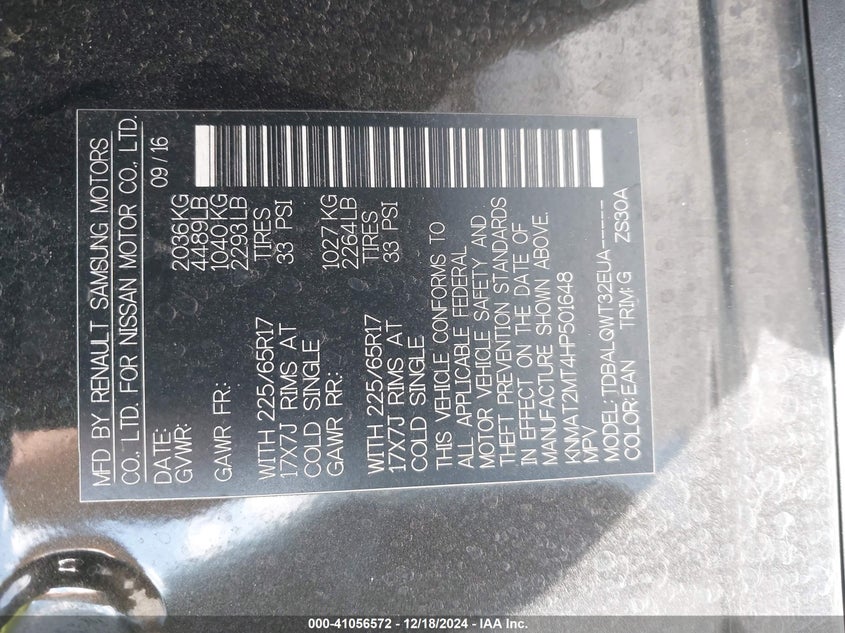 MFD BY RENAULT SAMSUNG MOTORS
CO., LTD. FOR NISSAN MOTOR CO., LTD.
DATE: 09/16
GVWR: 2036KG
4489LB
GAWR FR: 1040KG
2293LB
WITH 225/65R17 TIRES
17X7J RIMS AT 33 PSI
COLD SINGLE
GAWR RR: 1027 KG
2264LB
WITH 225/65R17 TIRES
17X7J RIMS AT 33 PSI
COLD SINGLE
THIS VEHICLE CONFORMS TO
ALL APPLICABLE FEDERAL
MOTOR VEHICLE SAFETY AND
THEFT PREVENTION STANDARDS
IN EFFECT ON THE DATE OF
MANUFACTURE SHOWN ABOVE.
KNMAT2MT4HP501648
MPV
MODEL:TDBALQWT32EUA------
COLOR:EAN TRIM:G ZS30A
000-41056572 - 12/18/2024 - IAA Inc.